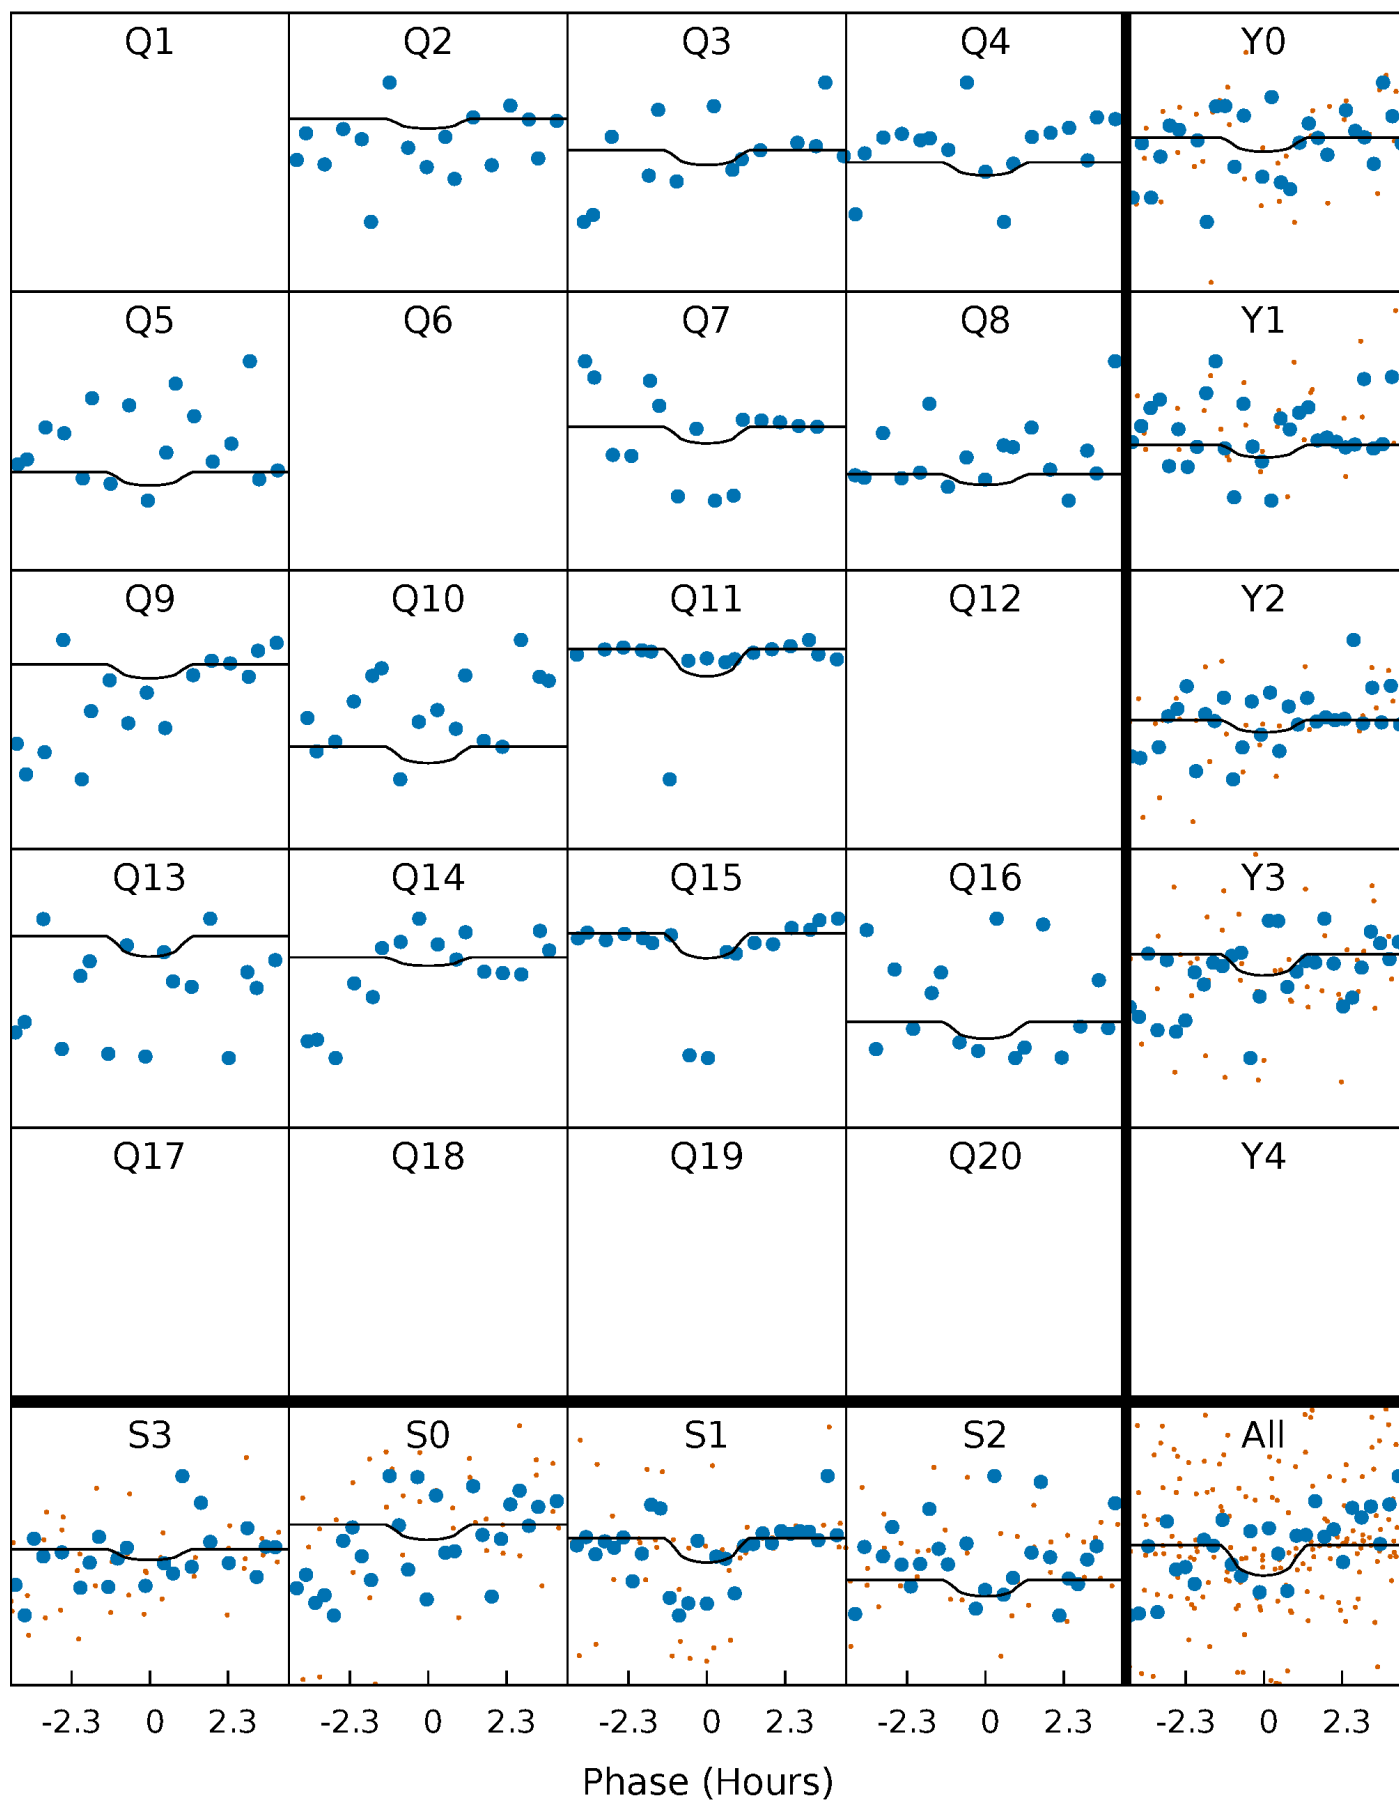 Q1 Q2 Q3 Q4 Y0
Q5 Q6 Q7 Q8 Y1
Q9 Q10 Q11 Q12 Y2
Q13 Q14 Q15 Q16 Y3
Q17 Q18 Q19 Q20 Y4
S3 S0 S1 S2 All
-2.3 0 2.3 -2.3 0 2.3 -2.3 0 2.3 -2.3 0 2.3 -2.3 0 2.3
Phase (Hours)